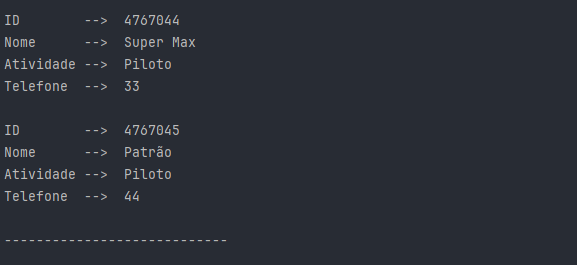 ID        -->  4767044
Nome      -->  Super Max
Atividade -->  Piloto
Telefone  -->  33
ID        -->  4767045
Nome      -->  Patrão
Atividade -->  Piloto
Telefone  -->  44
----------------------------